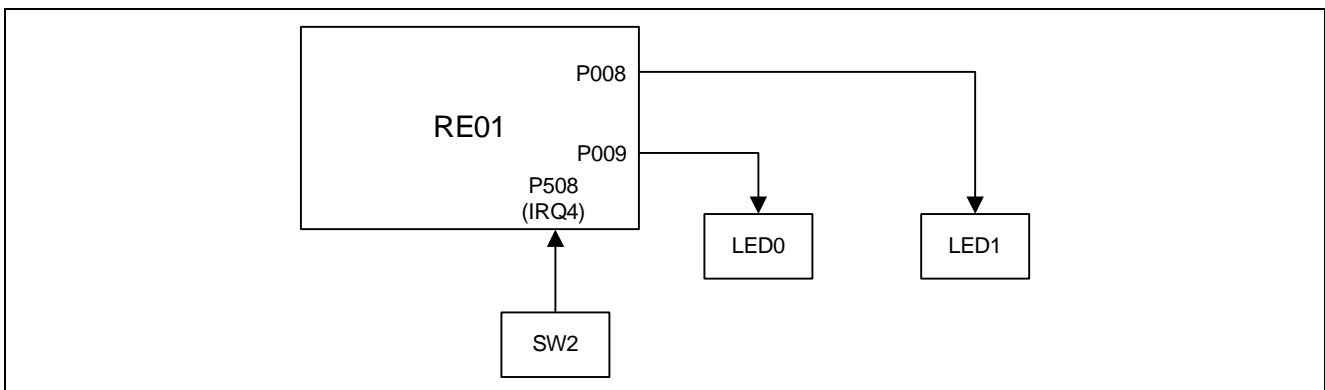 P008
RE01
P009
P508
(IRQ4)
LED0
LED1
SW2